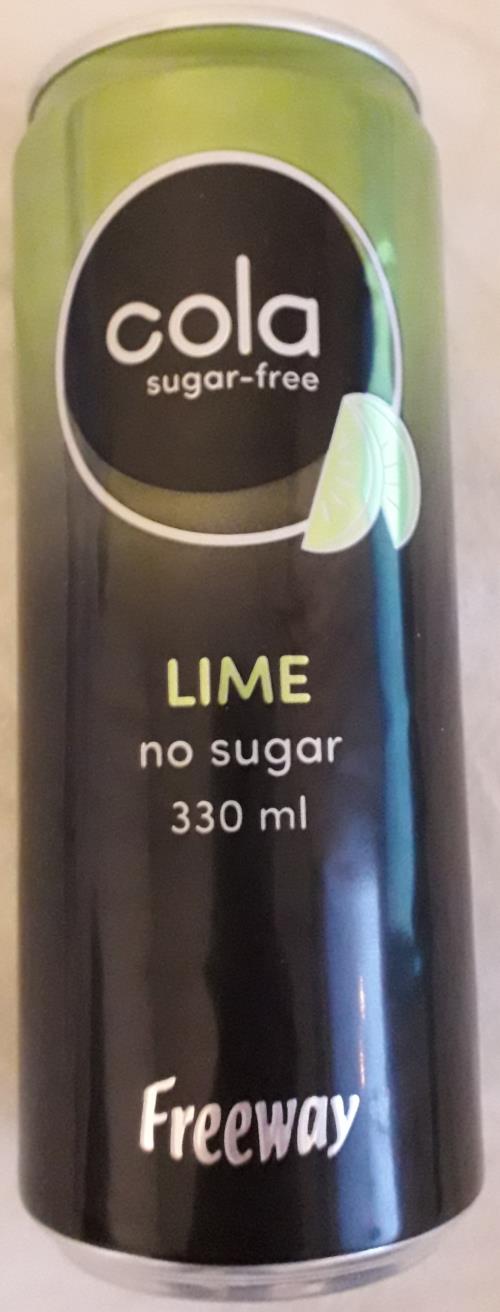 cola
sugar-free
LIME
no sugar
330 ml
Freeway